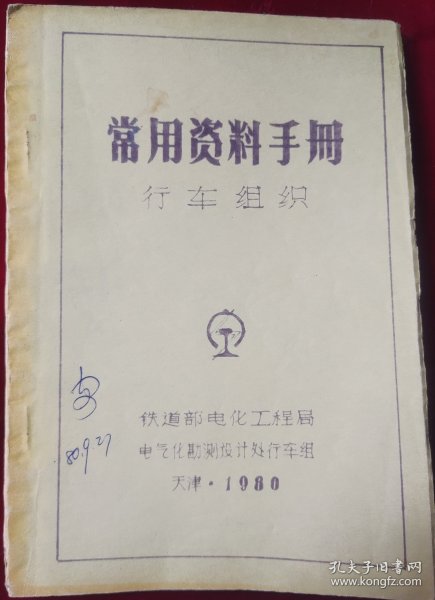 常用资料手册
行车组织
铁道部电化工程局
电气化勘测设计处行车组
天津·1980
80.9.27
孔夫子旧书网
www.kongfz.com